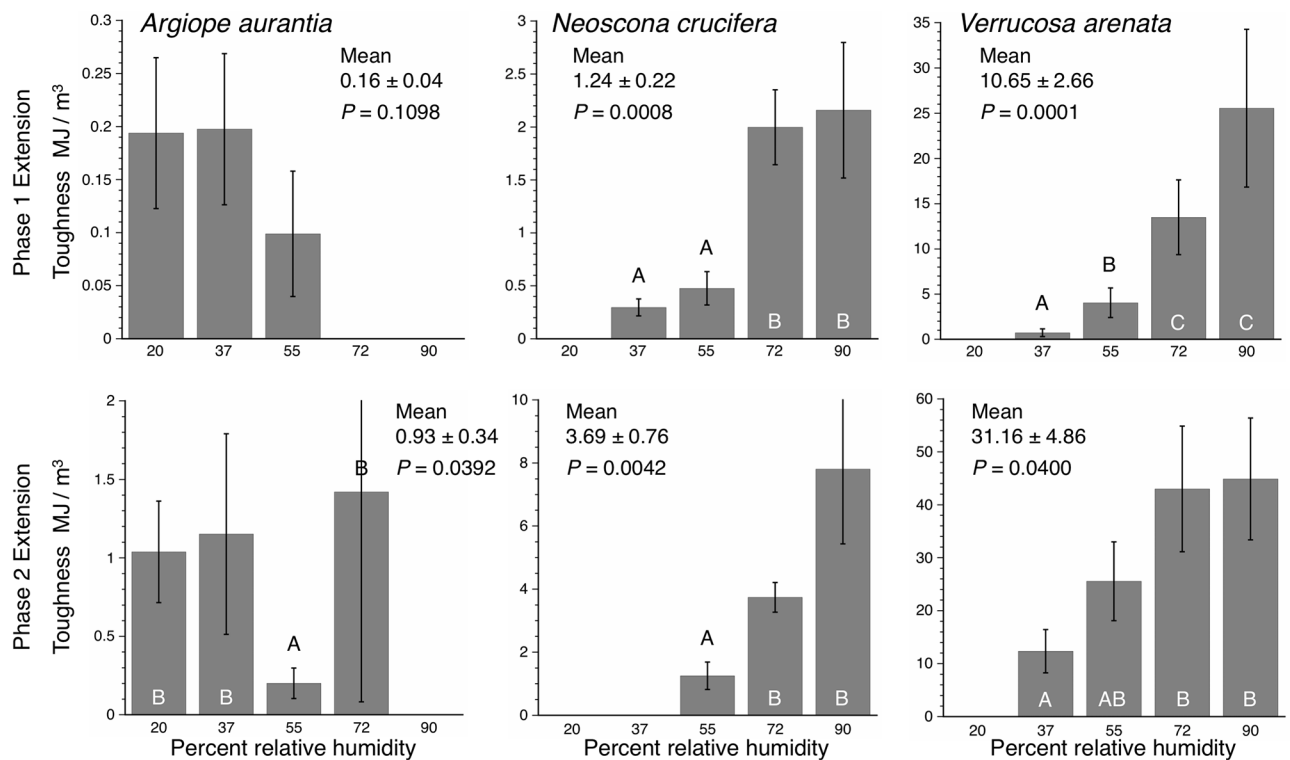 Argiope aurantia
Neoscona crucifera
Verrucosa arenata
Phase 1 Extension
Toughness MJ / m³
0.3
0.25
0.2
0.15
0.1
0.05
0
Mean
0.16 ± 0.04
P = 0.1098
20 37 55 72 90
3
2.5
2
1.5
1
0.5
0
Mean
1.24 ± 0.22
P = 0.0008
A A B B
20 37 55 72 90
35
30
25
20
15
10
5
0
Mean
10.65 ± 2.66
P = 0.0001
A B C C
20 37 55 72 90
Phase 2 Extension
Toughness MJ / m³
2
1.5
1
0.5
0
Mean
0.93 ± 0.34
P = 0.0392
B B A B
20 37 55 72 90
Percent relative humidity
10
8
6
4
2
0
Mean
3.69 ± 0.76
P = 0.0042
A B B
20 37 55 72 90
Percent relative humidity
60
50
40
30
20
10
0
Mean
31.16 ± 4.86
P = 0.0400
A AB B B
20 37 55 72 90
Percent relative humidity